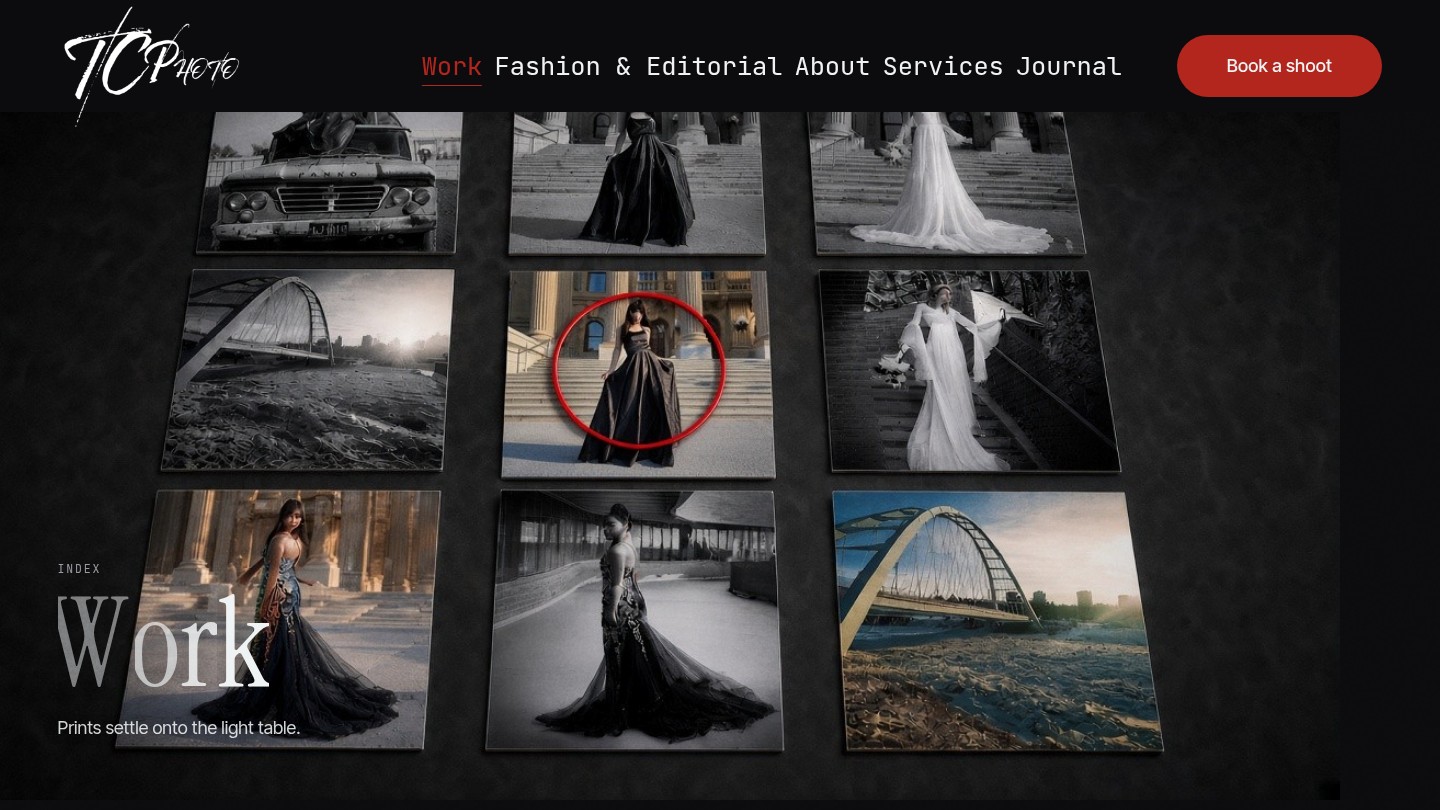 TCPHOTO
Work Fashion & Editorial About Services Journal
Book a shoot
INDEX
Work
Prints settle onto the light table.